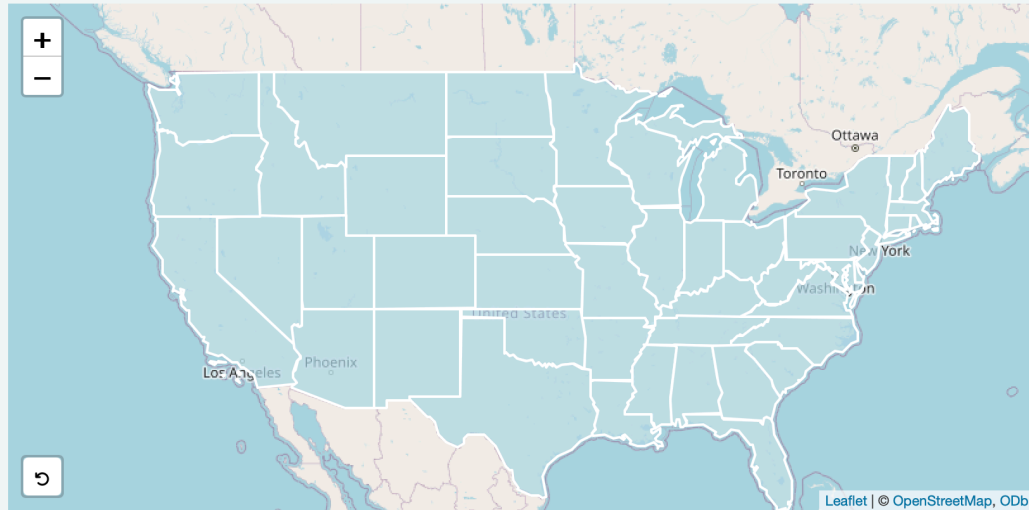 +
−
Ottawa
Toronto
New York
Washington
United States
Phoenix
Los Angeles
Leaflet | © OpenStreetMap, ODb